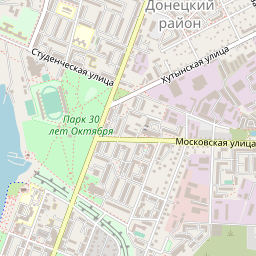 Донецкий
район
Студенческая улица
Хутынская улица
Парк 30
лет Октября
Московская улица